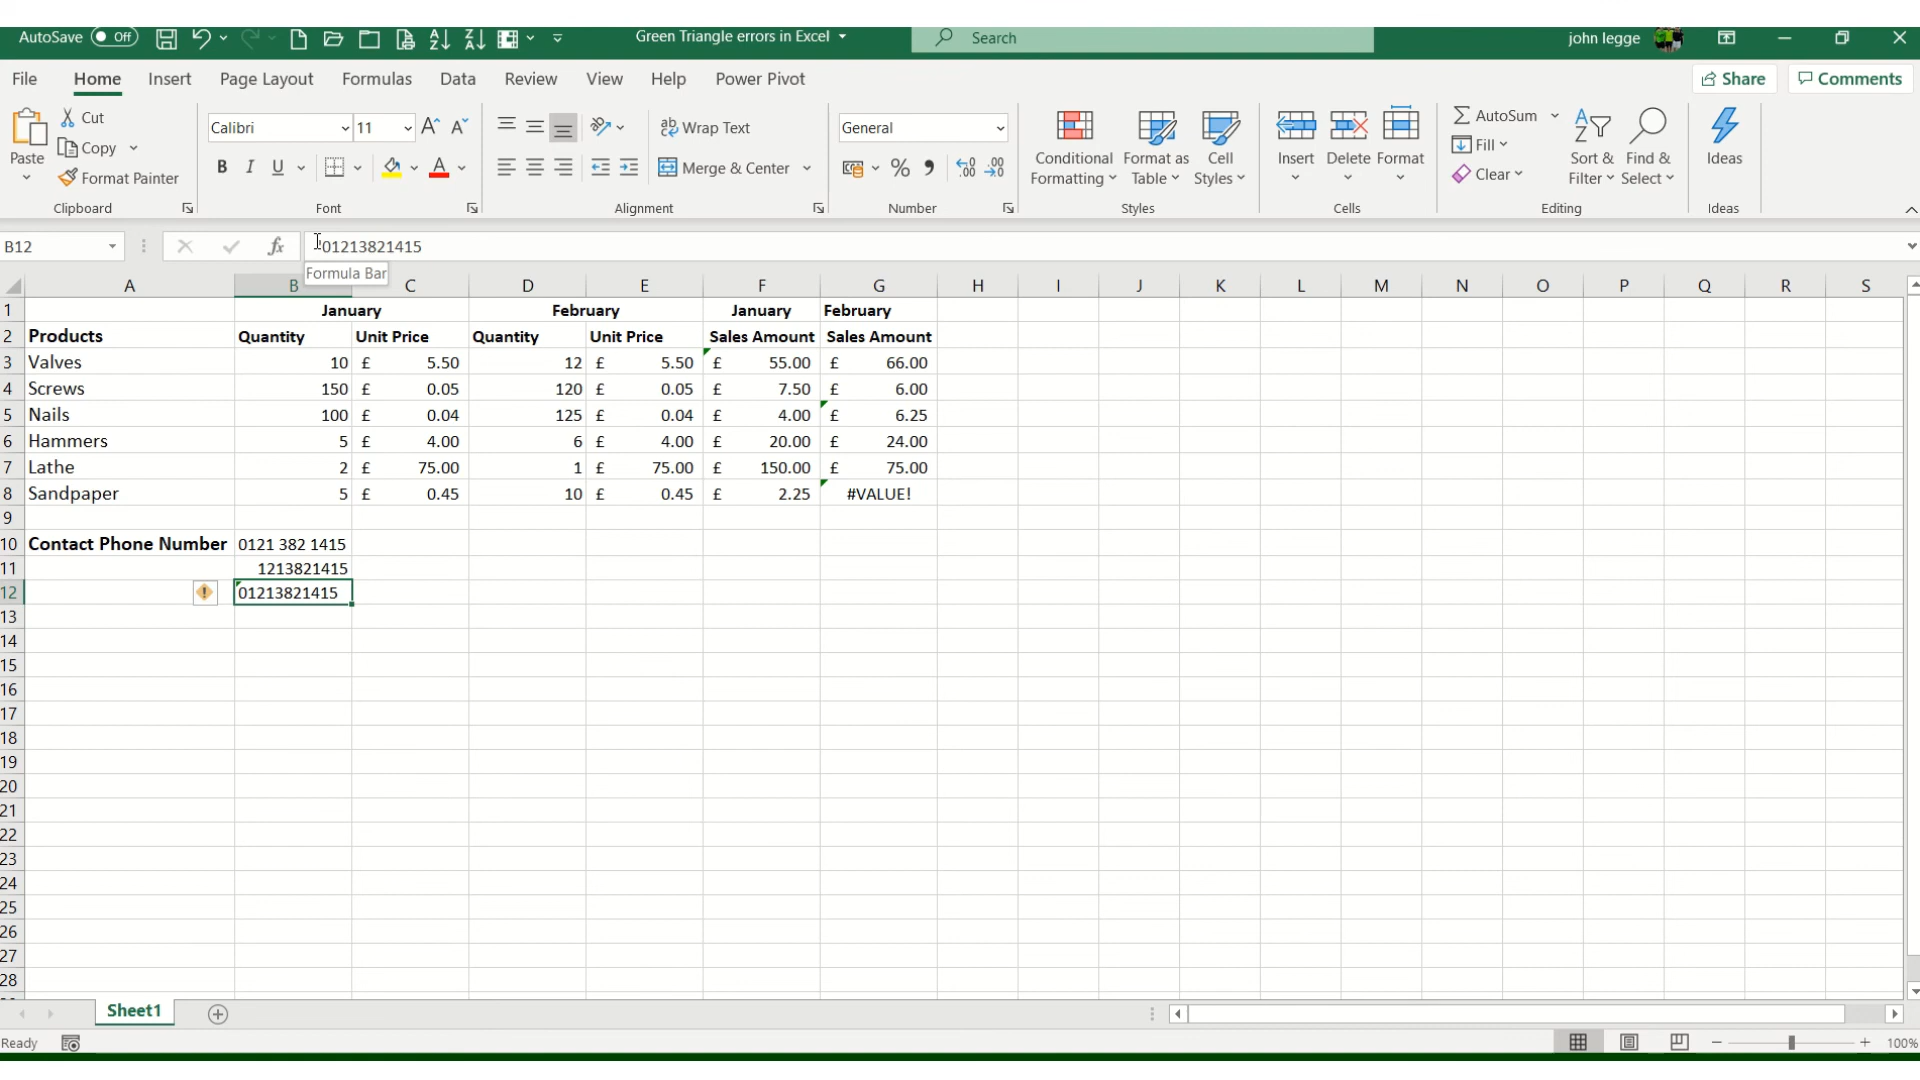 AutoSave Off Green Triangle errors in Excel Search john legge
File Home Insert Page Layout Formulas Data Review View Help Power Pivot Share Comments
Paste Cut Copy Format Painter Clipboard
Calibri 11 B I U A Font
Wrap Text Merge & Center Alignment
General % Number
Conditional Formatting Format as Table Cell Styles Styles
Insert Delete Format Cells
AutoSum Fill Clear Sort & Filter Find & Select Editing
Ideas Ideas
B12 fx 01213821415
Formula Bar
A B C D E F G H I J K L M N O P Q R S
1 January February January February
2 Products Quantity Unit Price Quantity Unit Price Sales Amount Sales Amount
3 Valves 10 £ 5.50 12 £ 5.50 £ 55.00 £ 66.00
4 Screws 150 £ 0.05 120 £ 0.05 £ 7.50 £ 6.00
5 Nails 100 £ 0.04 125 £ 0.04 £ 4.00 £ 6.25
6 Hammers 5 £ 4.00 6 £ 4.00 £ 20.00 £ 24.00
7 Lathe 2 £ 75.00 1 £ 75.00 £ 150.00 £ 75.00
8 Sandpaper 5 £ 0.45 10 £ 0.45 £ 2.25 #VALUE!
9
10 Contact Phone Number 0121 382 1415
11 1213821415
12 01213821415
13
14
15
16
17
18
19
20
21
22
23
24
25
26
27
28
Sheet1
Ready 100%